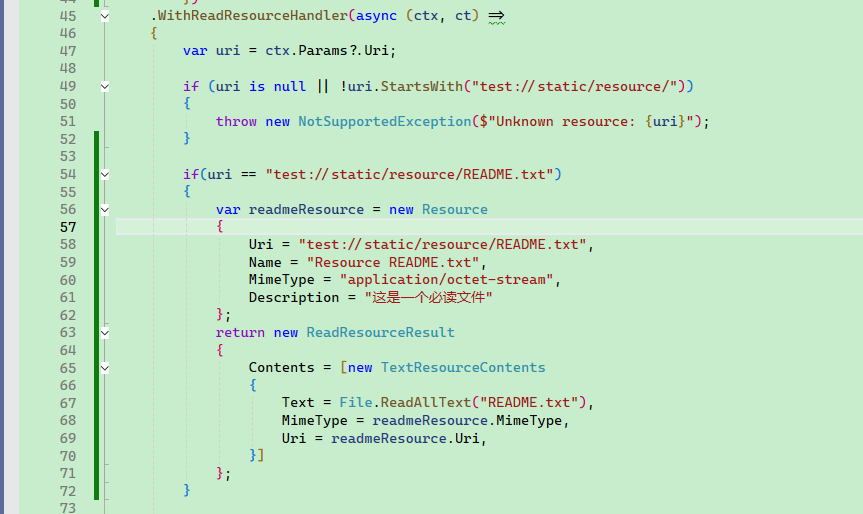 45 .WithReadResourceHandler(async (ctx, ct) =>
46 {
47 var uri = ctx.Params?.Uri;
48
49 if (uri is null || !uri.StartsWith("test://static/resource/"))
50 {
51 throw new NotSupportedException($"Unknown resource: {uri}");
52 }
53
54 if(uri == "test://static/resource/README.txt")
55 {
56 var readmeResource = new Resource
57 {
58 Uri = "test://static/resource/README.txt",
59 Name = "Resource README.txt",
60 MimeType = "application/octet-stream",
61 Description = "这是一个必读文件"
62 };
63 return new ReadResourceResult
64 {
65 Contents = [new TextResourceContents
66 {
67 Text = File.ReadAllText("README.txt"),
68 MimeType = readmeResource.MimeType,
69 Uri = readmeResource.Uri,
70 }]
71 };
72 }
73